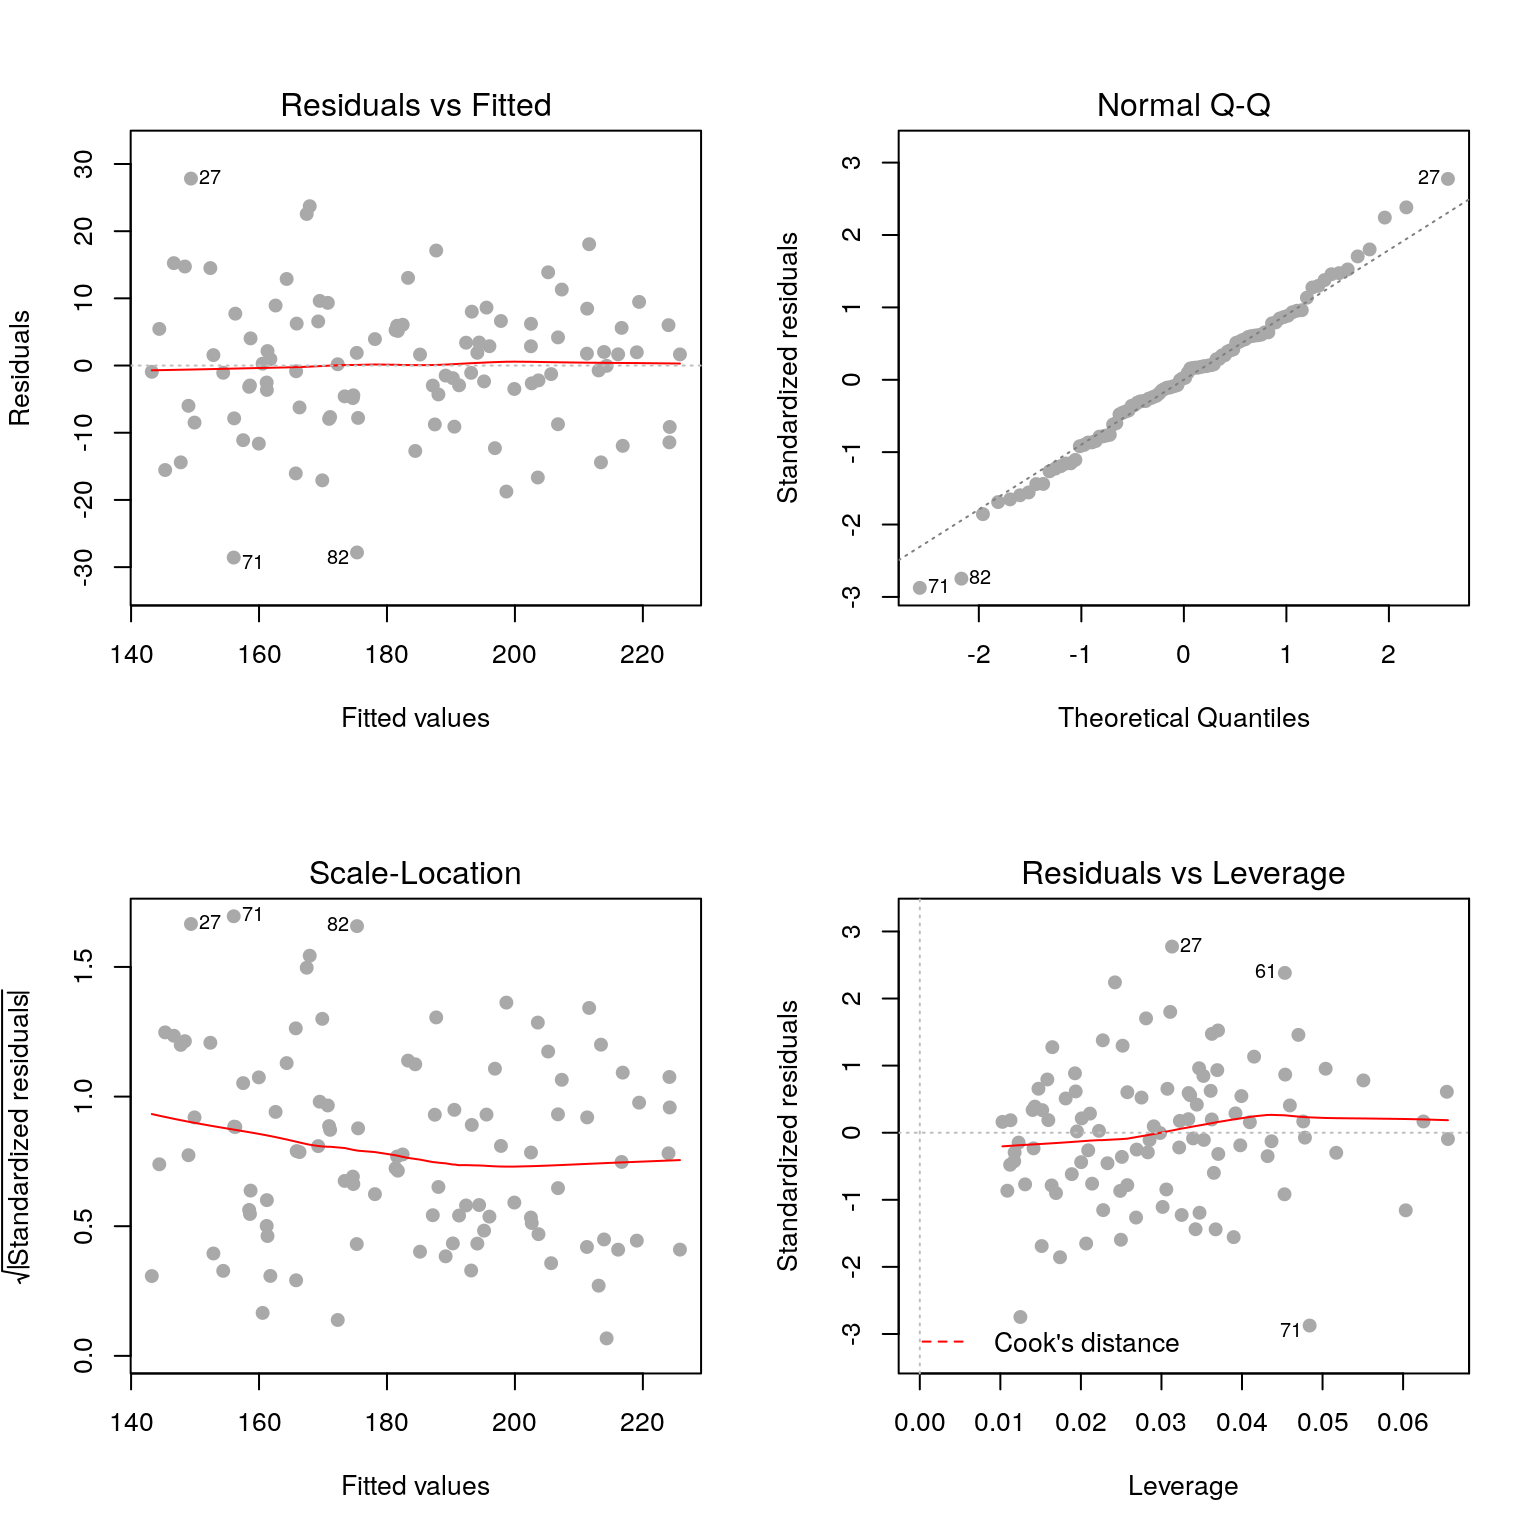 Residuals vs Fitted
30
20
10
0
-10
-20
-30
Residuals
27
71
82
140 160 180 200 220
Fitted values
Normal Q-Q
3
2
1
0
-1
-2
-3
Standardized residuals
27
71
82
-2 -1 0 1 2
Theoretical Quantiles
Scale-Location
1.5
1.0
0.5
0.0
√|Standardized residuals|
27
71
82
140 160 180 200 220
Fitted values
Residuals vs Leverage
3
2
1
0
-1
-2
-3
Standardized residuals
27
61
71
Cook's distance
0.00 0.01 0.02 0.03 0.04 0.05 0.06
Leverage